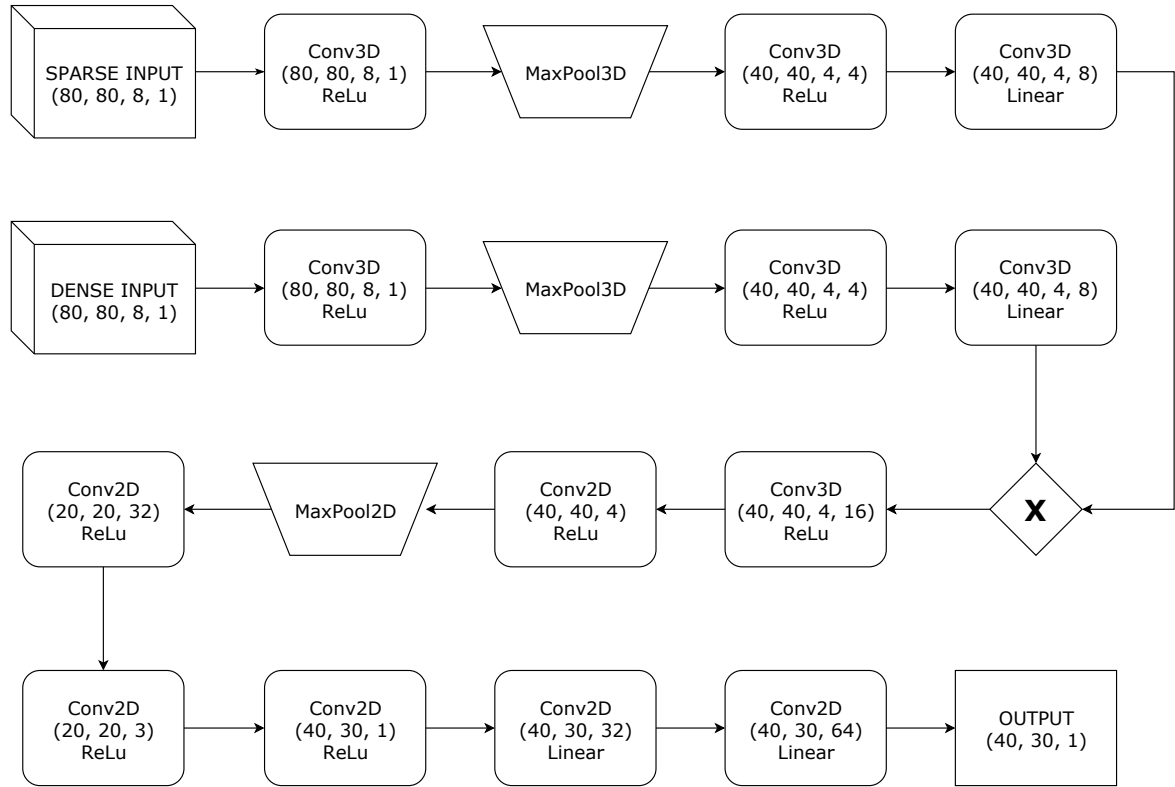 SPARSE INPUT
(80, 80, 8, 1)
Conv3D
(80, 80, 8, 1)
ReLu
MaxPool3D
Conv3D
(40, 40, 4, 4)
ReLu
Conv3D
(40, 40, 4, 8)
Linear
DENSE INPUT
(80, 80, 8, 1)
Conv3D
(80, 80, 8, 1)
ReLu
MaxPool3D
Conv3D
(40, 40, 4, 4)
ReLu
Conv3D
(40, 40, 4, 8)
Linear
X
Conv3D
(40, 40, 4, 16)
ReLu
Conv2D
(40, 40, 4)
ReLu
MaxPool2D
Conv2D
(20, 20, 32)
ReLu
Conv2D
(20, 20, 3)
ReLu
Conv2D
(40, 30, 1)
ReLu
Conv2D
(40, 30, 32)
Linear
Conv2D
(40, 30, 64)
Linear
OUTPUT
(40, 30, 1)